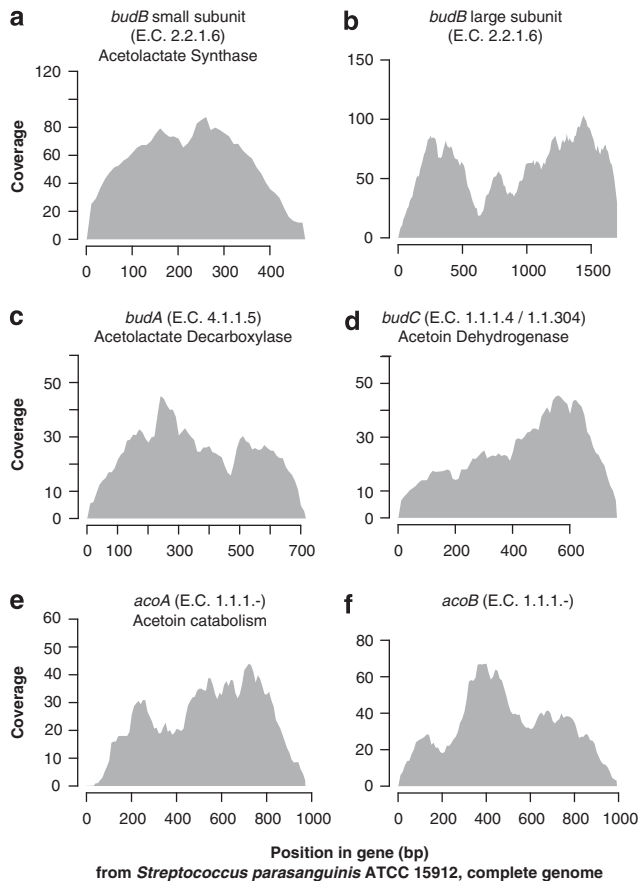 a
budB small subunit
(E.C. 2.2.1.6)
Acetolactate Synthase
Coverage
120
80
60
40
20
0
0 100 200 300 400
b
budB large subunit
(E.C. 2.2.1.6)
150
100
50
0
0 500 1000 1500
c
budA (E.C. 4.1.1.5)
Acetolactate Decarboxylase
Coverage
50
30
10
0
0 100 300 500 700
d
budC (E.C. 1.1.1.4 / 1.1.304)
Acetoin Dehydrogenase
50
30
10
0
0 200 400 600
e
acoA (E.C. 1.1.1.-)
Acetoin catabolism
Coverage
60
50
40
30
20
10
0
0 200 400 600 800 1000
f
acoB (E.C. 1.1.1.-)
80
60
40
20
0
0 200 400 600 800 1000
Position in gene (bp)
from Streptococcus parasanguinis ATCC 15912, complete genome